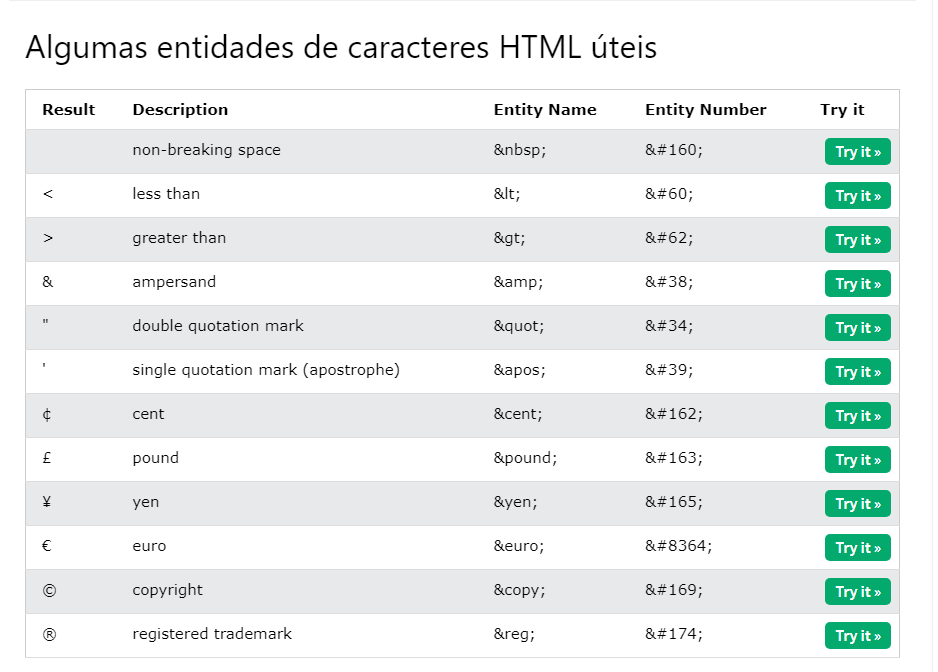 Algumas entidades de caracteres HTML úteis
Result Description Entity Name Entity Number Try it
non-breaking space &nbsp; &#160; Try it »
< less than &lt; &#60; Try it »
> greater than &gt; &#62; Try it »
& ampersand &amp; &#38; Try it »
" double quotation mark &quot; &#34; Try it »
' single quotation mark (apostrophe) &apos; &#39; Try it »
¢ cent &cent; &#162; Try it »
£ pound &pound; &#163; Try it »
¥ yen &yen; &#165; Try it »
€ euro &euro; &#8364; Try it »
© copyright &copy; &#169; Try it »
® registered trademark &reg; &#174; Try it »